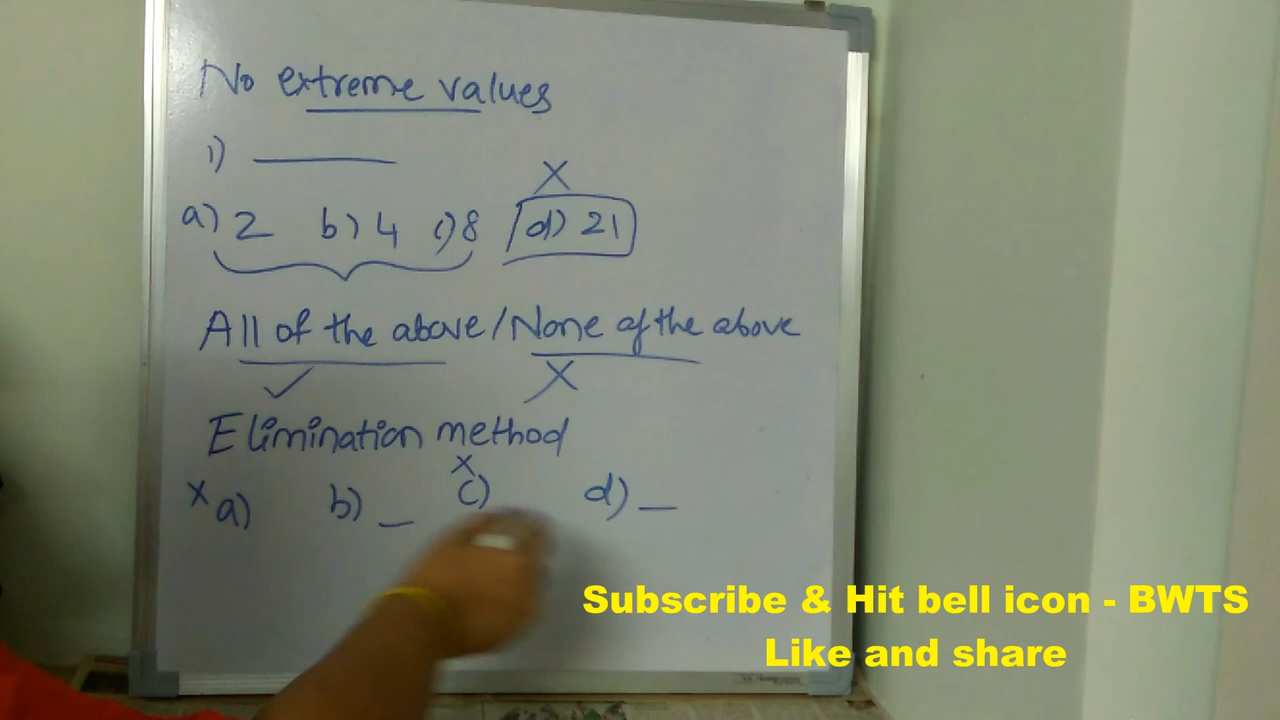 No extreme values
1)
X
a) 2 b) 4 c) 8 d) 21
All of the above/None of the above
✓ X
Elimination method
X a) b) _ X c) d) _
Subscribe & Hit bell icon - BWTS
Like and share